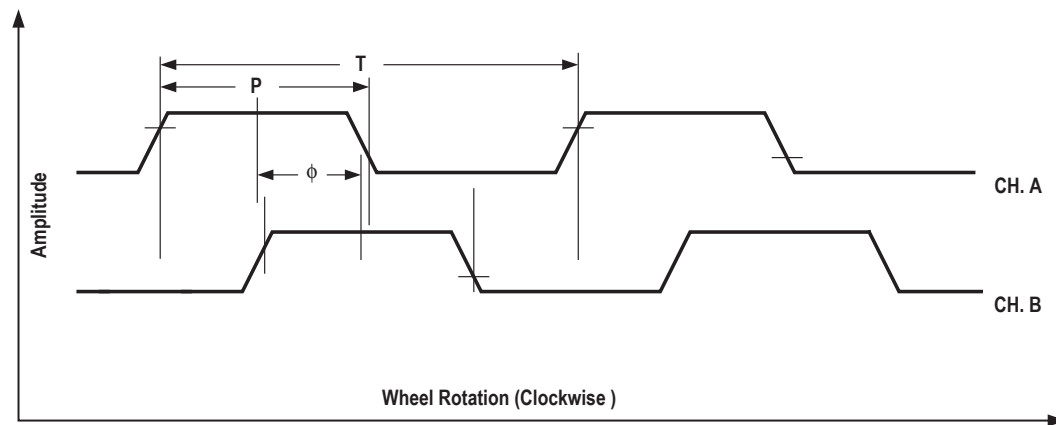 T
P
ϕ
CH. A
CH. B
Amplitude
Wheel Rotation (Clockwise )